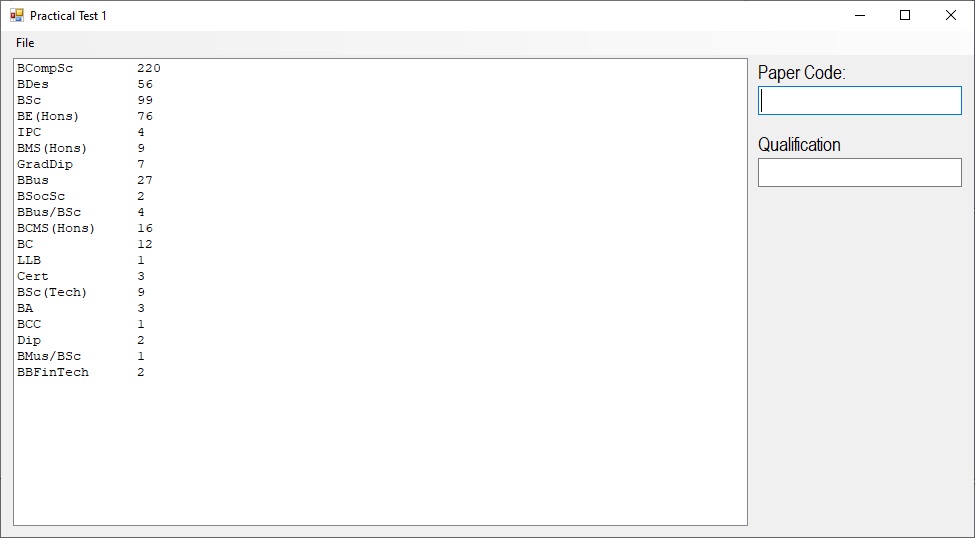 Practical Test 1
File
BCompSc 220
BDes 56
BSc 99
BE(Hons) 76
IPC 4
BMS(Hons) 9
GradDip 7
BBus 27
BSocSc 2
BBus/BSc 4
BCMS(Hons) 16
BC 12
LLB 1
Cert 3
BSc(Tech) 9
BA 3
BCC 1
Dip 2
BMus/BSc 1
BBFinTech 2
Paper Code:
Qualification